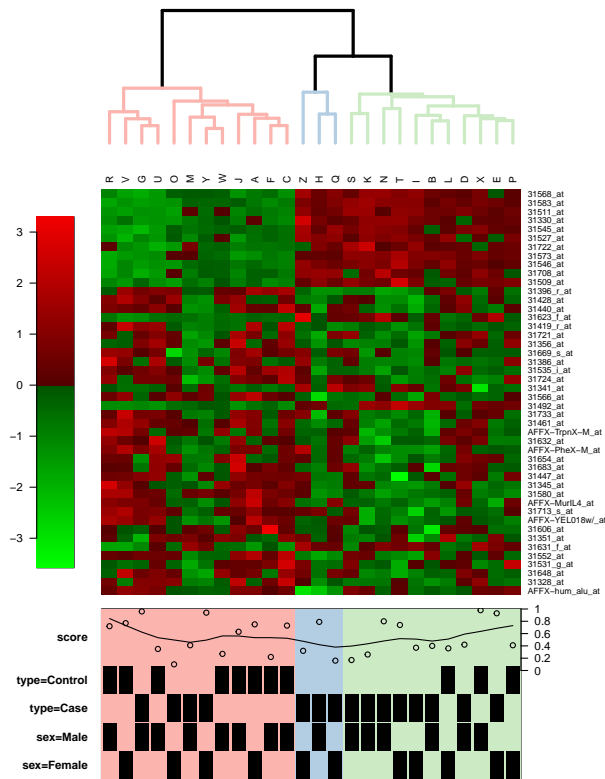 R V G U O M Y W J A F C Z H Q S K N T I B L D X E P
31568_at
31583_at
31511_at
31330_at
31545_at
31527_at
31722_at
31573_at
31546_at
31708_at
31509_at
31396_r_at
31428_at
31440_at
31623_f_at
31419_r_at
31721_at
31356_at
31669_s_at
31386_at
31535_i_at
31724_at
31341_at
31566_at
31492_at
31733_at
31461_at
AFFX−TrpnX−M_at
31632_at
AFFX−PheX−M_at
31654_at
31683_at
31447_at
31345_at
31580_at
AFFX−MurIL4_at
31713_s_at
AFFX−YEL018w/_at
31606_at
31351_at
31631_f_at
31552_at
31531_g_at
31648_at
31328_at
AFFX−hum_alu_at
3
2
1
0
−1
−2
−3
score
1
0.8
0.6
0.4
0.2
0
type=Control
type=Case
sex=Male
sex=Female